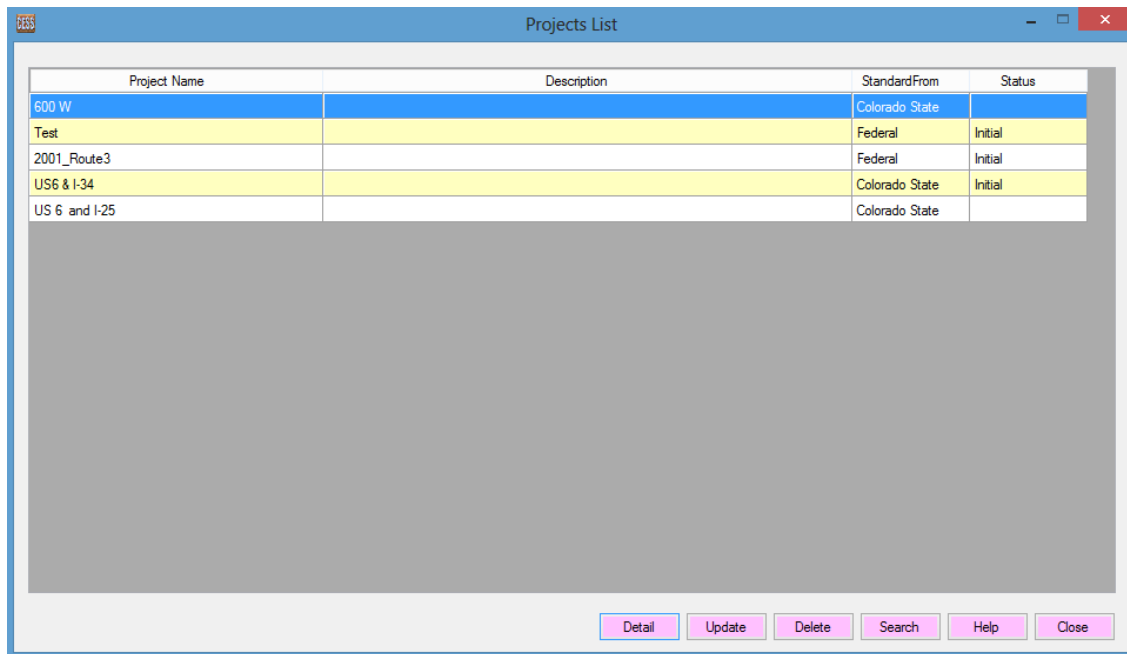 CESS Projects List
Project Name Description StandardFrom Status
600 W Colorado State
Test Federal Initial
2001_Route3 Federal Initial
US6 & I-34 Colorado State Initial
US 6 and I-25 Colorado State
Detail Update Delete Search Help Close